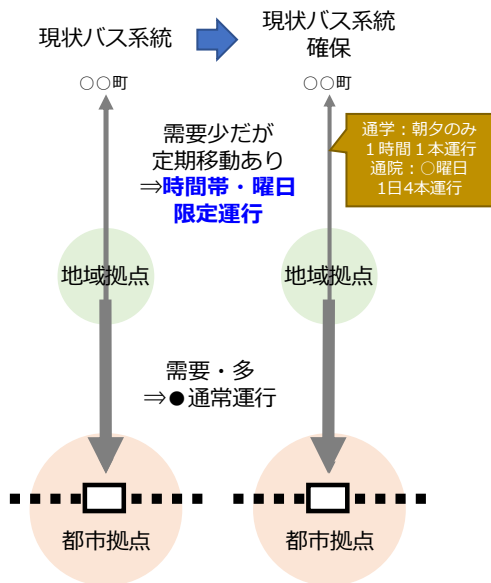 現状バス系統
現状バス系統
確保
○○町
○○町
需要少だが
定期移動あり
⇒時間帯・曜日
限定運行
通学：朝夕のみ
１時間１本運行
通院：○曜日
1日4本運行
地域拠点
地域拠点
需要・多
⇒●通常運行
都市拠点
都市拠点